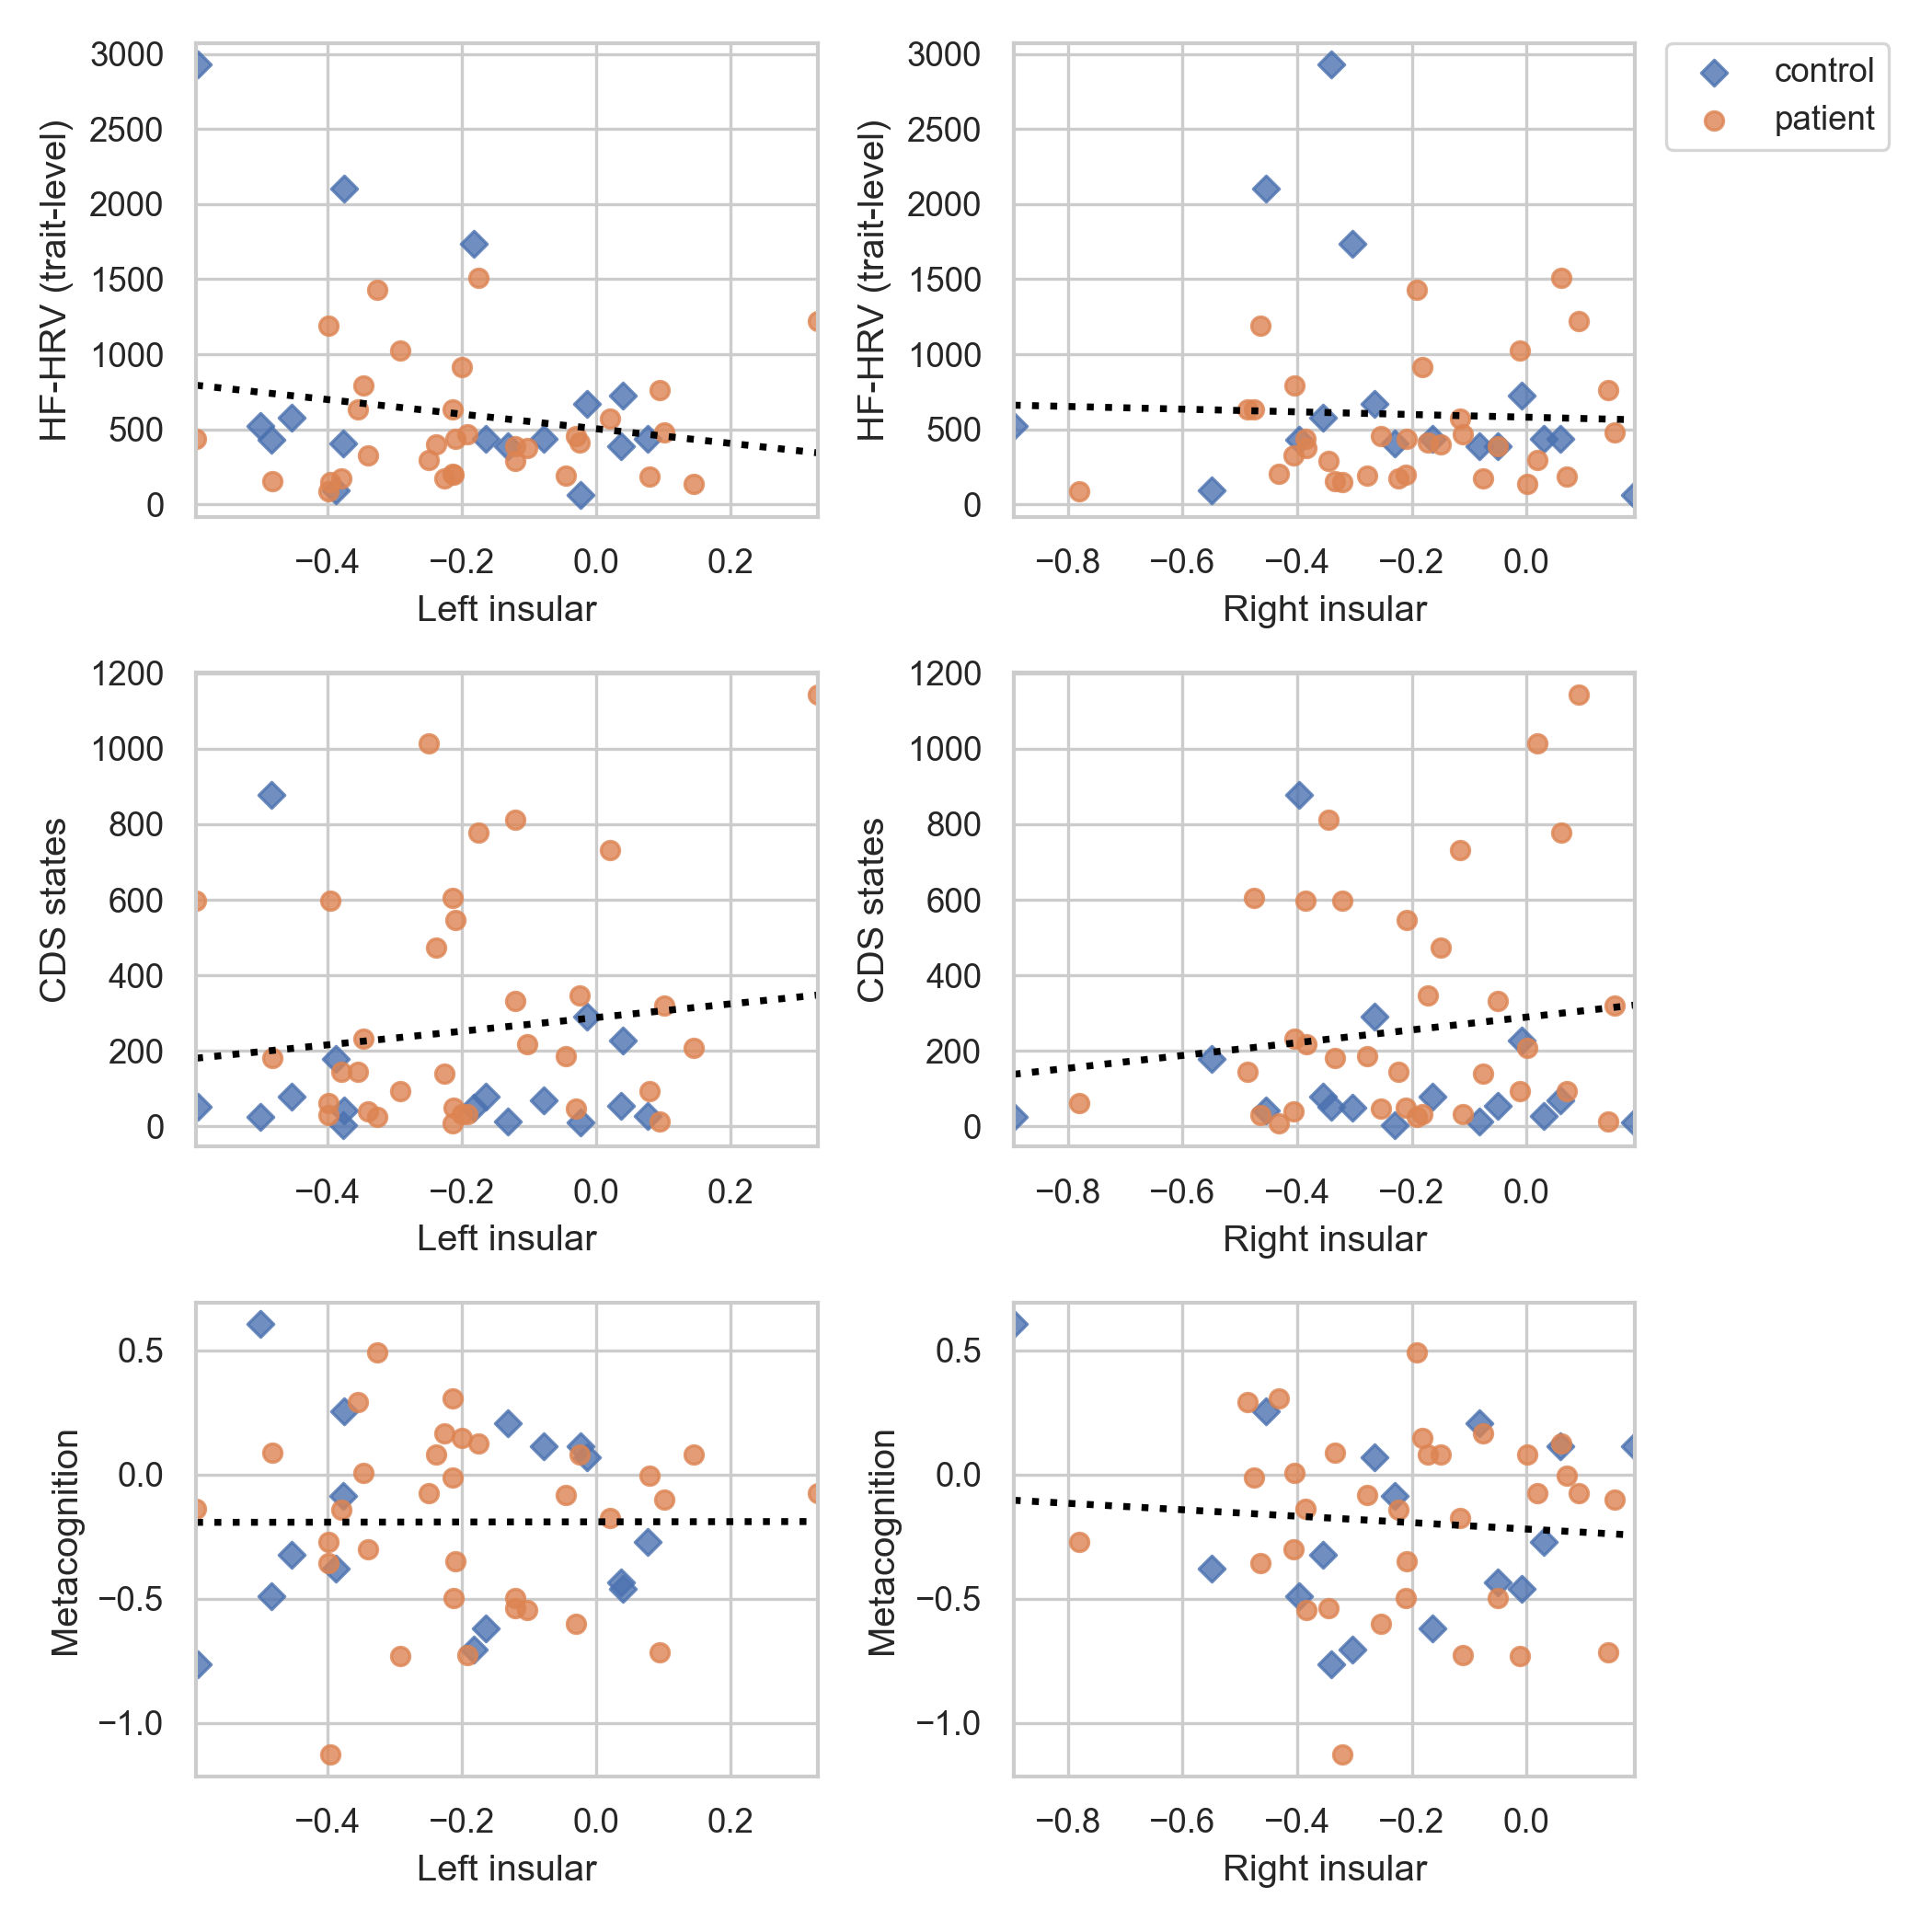 3000
2500
2000
1500
1000
500
0
HF-HRV (trait-level)
−0.4 −0.2 0.0 0.2
Left insular
3000
2500
2000
1500
1000
500
0
HF-HRV (trait-level)
−0.8 −0.6 −0.4 −0.2 0.0
Right insular
control
patient
1200
1000
800
600
400
200
0
CDS states
−0.4 −0.2 0.0 0.2
Left insular
1200
1000
800
600
400
200
0
CDS states
−0.8 −0.6 −0.4 −0.2 0.0
Right insular
0.5
0.0
−0.5
−1.0
Metacognition
−0.4 −0.2 0.0 0.2
Left insular
0.5
0.0
−0.5
−1.0
Metacognition
−0.8 −0.6 −0.4 −0.2 0.0
Right insular